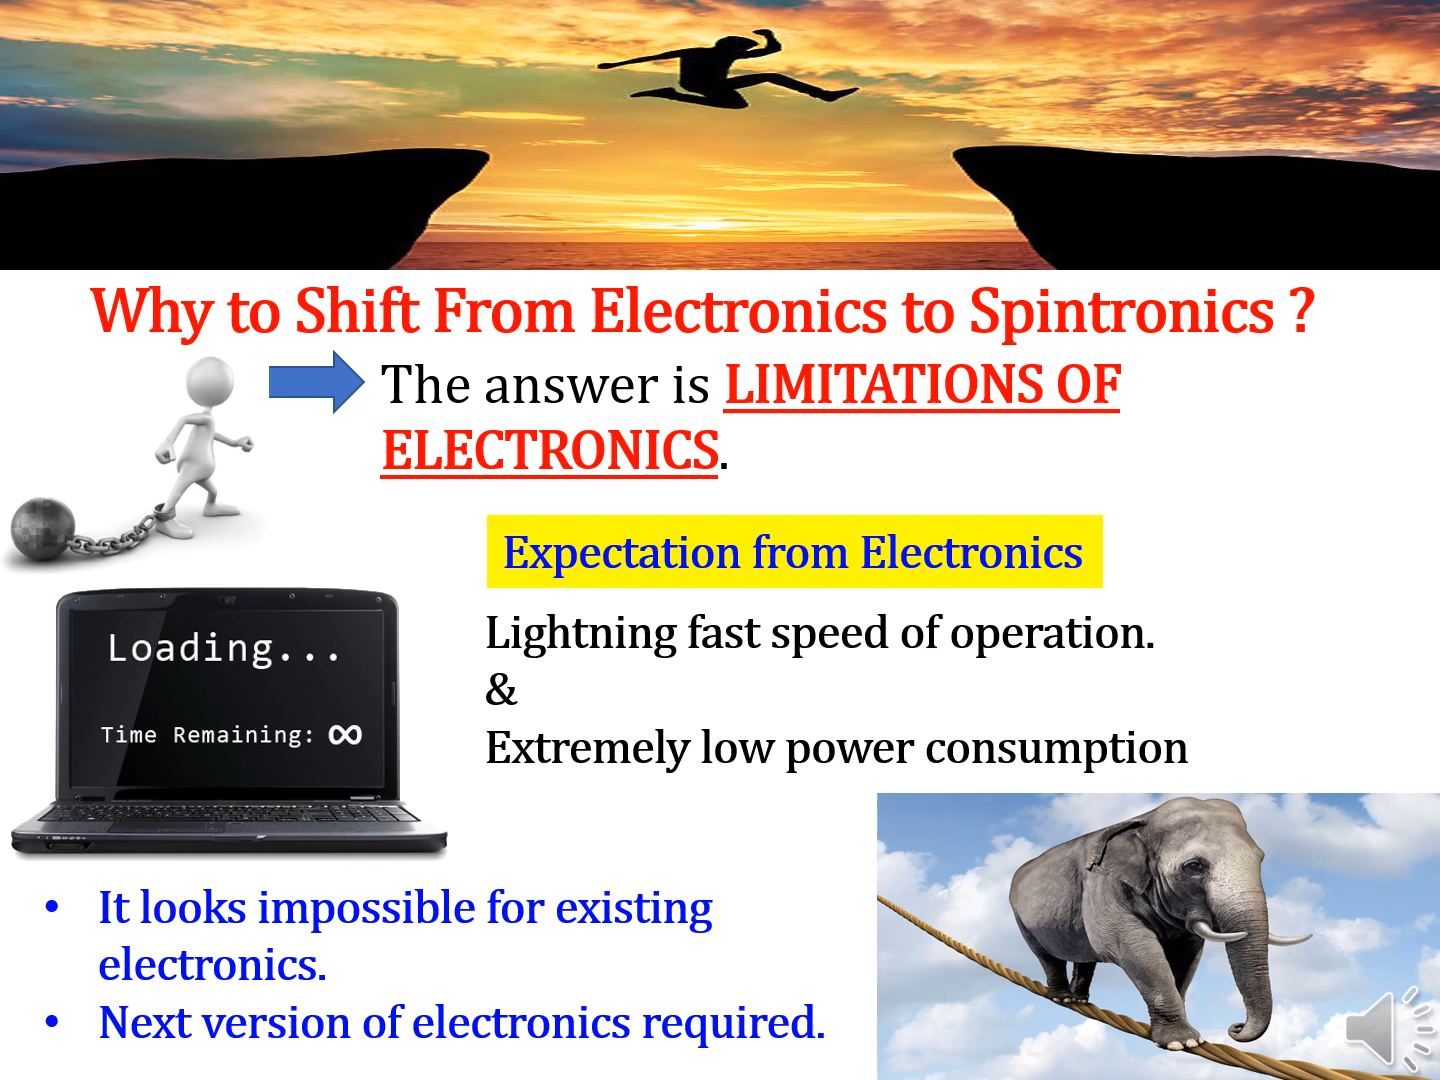 Why to Shift From Electronics to Spintronics ?
The answer is LIMITATIONS OF
ELECTRONICS.
Expectation from Electronics
Lightning fast speed of operation.
&
Extremely low power consumption
Loading...
Time Remaining: ∞
• It looks impossible for existing
electronics.
• Next version of electronics required.